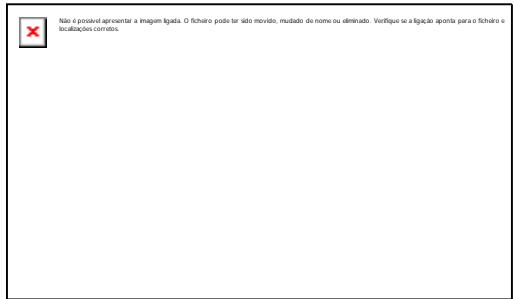 Não é possível apresentar a imagem ligada. O ficheiro pode ter sido movido, mudado de nome ou eliminado. Verifique se a ligação aponta para o ficheiro e
localizações corretos.